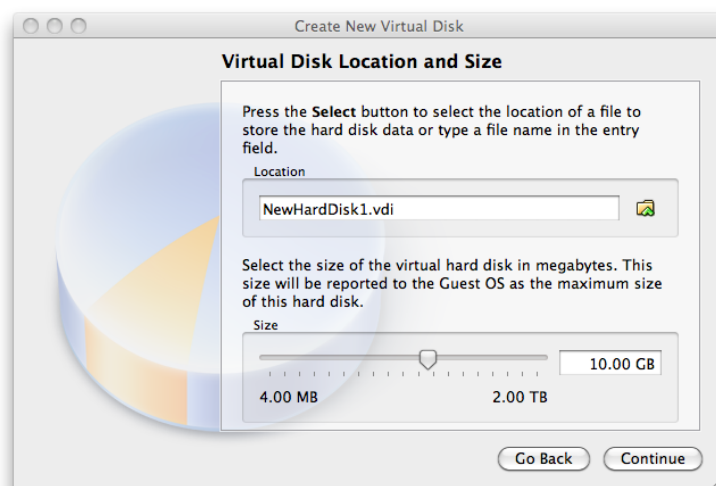 Create New Virtual Disk
Virtual Disk Location and Size
Press the Select button to select the location of a file to
store the hard disk data or type a file name in the entry
field.
Location
NewHardDisk1.vdi
Select the size of the virtual hard disk in megabytes. This
size will be reported to the Guest OS as the maximum size
of this hard disk.
Size
10.00 GB
4.00 MB 2.00 TB
Go Back Continue